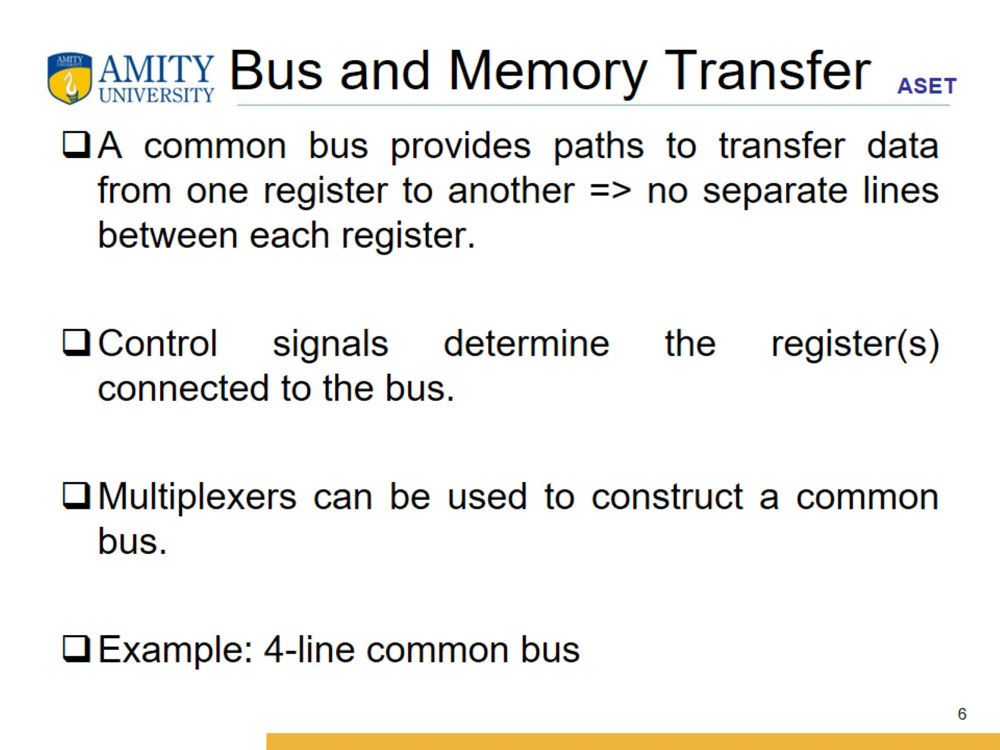 AMITY
UNIVERSITY
AMITY
UNIVERSITY
Bus and Memory Transfer
ASET
A common bus provides paths to transfer data
from one register to another => no separate lines
between each register.
Control signals determine the register(s)
connected to the bus.
Multiplexers can be used to construct a common
bus.
Example: 4-line common bus
6